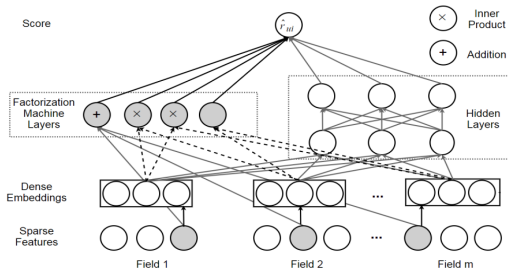 Score
r̂ui
× Inner Product
+ Addition
Factorization Machine Layers
+ × ×
Hidden Layers
Dense Embeddings
...
Sparse Features
...
Field 1 Field 2 Field m